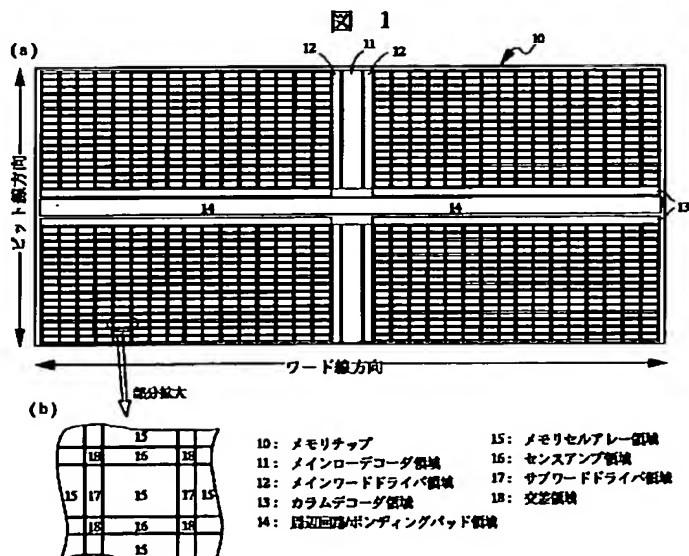 図 1
(a)
12 11 12 10
ビット線方向
14 14 13
ワード線方向
部分拡大
(b)
15
18 16 18
15 17 15 17 15
18 16 18
15
10: メモリチップ
11: メインローデコーダ領域
12: メインワードドライバ領域
13: カラムデコーダ領域
14: 周辺回路/ボンディングパッド領域
15: メモリセルアレー領域
16: センスアンプ領域
17: サブワードドライバ領域
18: 交差領域